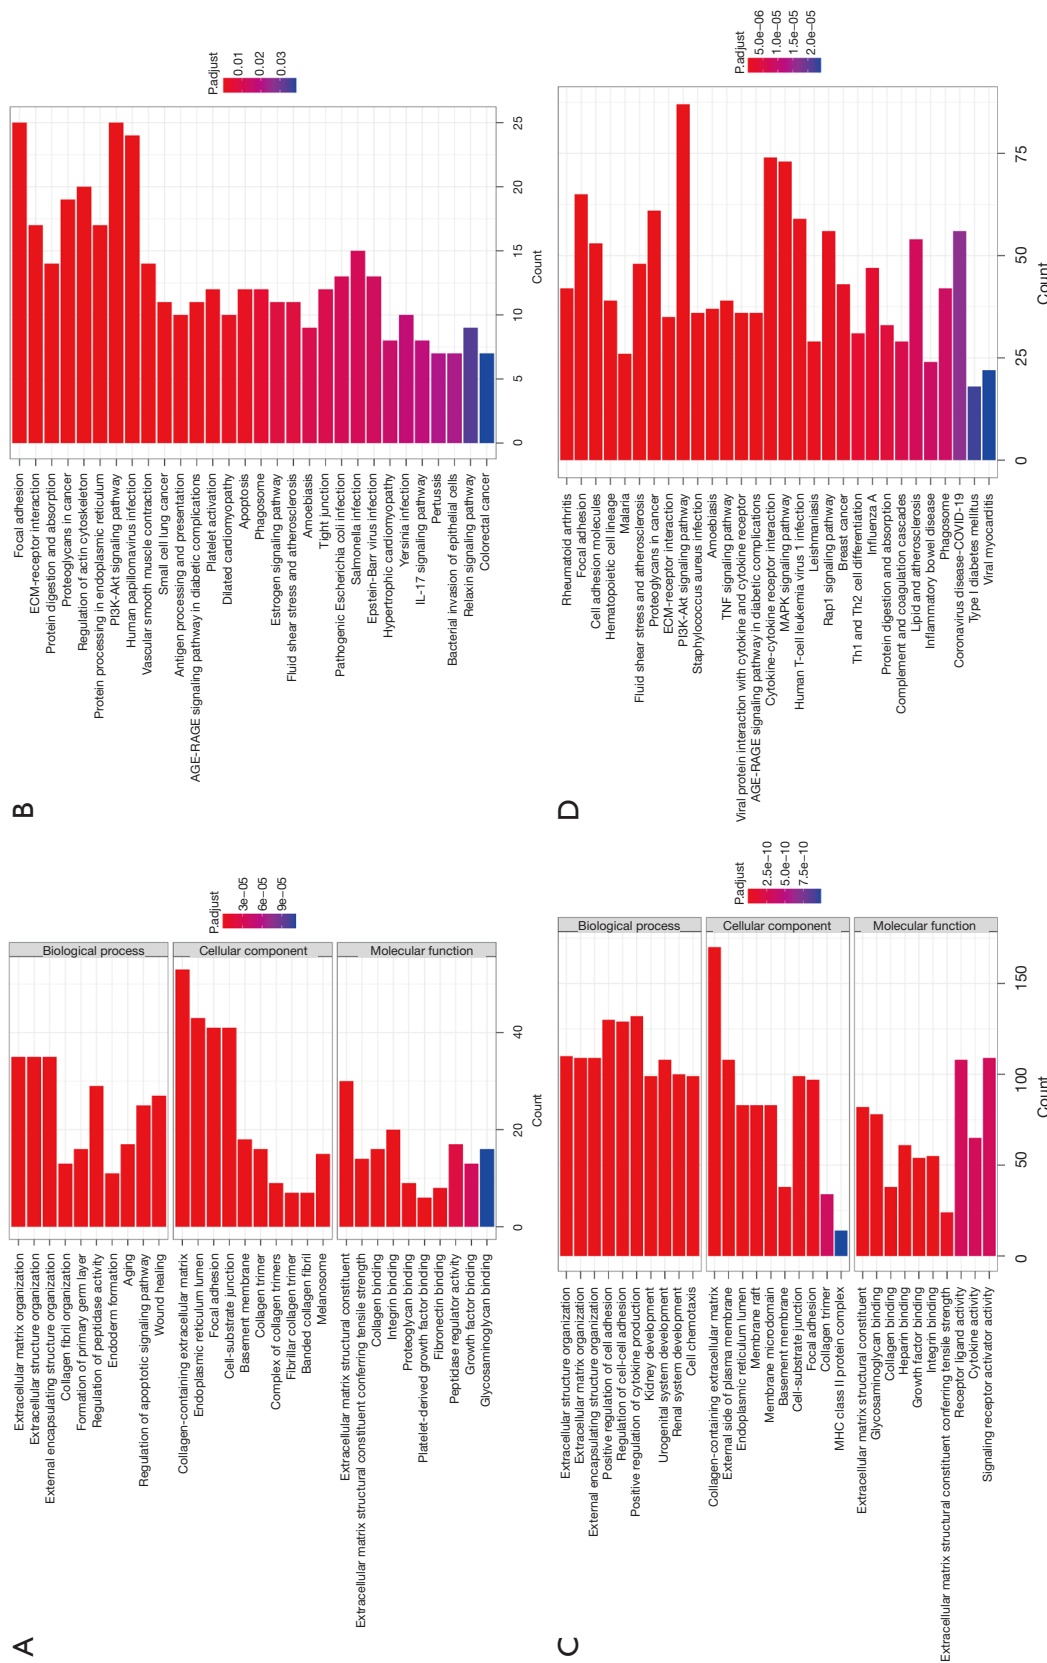 A
Extracellular matrix organization
Extracellular structure organization
External encapsulating structure organization
Collagen fibril organization
Formation of primary germ layer
Regulation of peptidase activity
Endoderm formation
Aging
Regulation of apoptotic signaling pathway
Wound healing
Collagen-containing extracellular matrix
Endoplasmic reticulum lumen
Focal adhesion
Cell-substrate junction
Basement membrane
Collagen trimer
Complex of collagen trimers
Fibrillar collagen trimer
Banded collagen fibril
Melanosome
Extracellular matrix structural constituent
Extracellular matrix structural constituent conferring tensile strength
Collagen binding
Integrin binding
Proteoglycan binding
Platelet-derived growth factor binding
Fibronectin binding
Peptidase regulator activity
Growth factor binding
Glycosaminoglycan binding
0
20
40
Count
Biological process
Cellular component
Molecular function
P.adjust
3e−05
6e−05
9e−05
B
Focal adhesion
ECM-receptor interaction
Protein digestion and absorption
Proteoglycans in cancer
Regulation of actin cytoskeleton
Protein processing in endoplasmic reticulum
PI3K-Akt signaling pathway
Human papillomavirus infection
Vascular smooth muscle contraction
Small cell lung cancer
Antigen processing and presentation
AGE-RAGE signaling pathway in diabetic complications
Platelet activation
Dilated cardiomyopathy
Apoptosis
Phagosome
Estrogen signaling pathway
Fluid shear stress and atherosclerosis
Amoebiasis
Tight junction
Pathogenic Escherichia coli infection
Salmonella infection
Epstein-Barr virus infection
Hypertrophic cardiomyopathy
Yersinia infection
IL-17 signaling pathway
Pertussis
Bacterial invasion of epithelial cells
Relaxin signaling pathway
Colorectal cancer
0
5
10
15
20
25
Count
P.adjust
0.01
0.02
0.03
C
Extracellular structure organization
Extracellular matrix organization
External encapsulating structure organization
Positive regulation of cell adhesion
Regulation of cell-cell adhesion
Positive regulation of cytokine production
Kidney development
Urogenital system development
Renal system development
Cell chemotaxis
Collagen-containing extracellular matrix
External side of plasma membrane
Endoplasmic reticulum lumen
Membrane raft
Membrane microdomain
Basement membrane
Cell-substrate junction
Focal adhesion
Collagen trimer
MHC class II protein complex
Extracellular matrix structural constituent
Glycosaminoglycan binding
Collagen binding
Heparin binding
Growth factor binding
Integrin binding
Extracellular matrix structural constituent conferring tensile strength
Receptor ligand activity
Cytokine activity
Signaling receptor activator activity
0
50
100
150
Count
Biological process
Cellular component
Molecular function
P.adjust
2.5e−10
5.0e−10
7.5e−10
D
Rheumatoid arthritis
Focal adhesion
Cell adhesion molecules
Hematopoietic cell lineage
Malaria
Fluid shear stress and atherosclerosis
Proteoglycans in cancer
ECM-receptor interaction
PI3K-Akt signaling pathway
Staphylococcus aureus infection
Amoebiasis
TNF signaling pathway
Viral protein interaction with cytokine and cytokine receptor
AGE-RAGE signaling pathway in diabetic complications
Cytokine-cytokine receptor interaction
MAPK signaling pathway
Human T-cell leukemia virus 1 infection
Leishmaniasis
Rap1 signaling pathway
Breast cancer
Th1 and Th2 cell differentiation
Influenza A
Protein digestion and absorption
Complement and coagulation cascades
Lipid and atherosclerosis
Inflammatory bowel disease
Phagosome
Coronavirus disease-COVID-19
Type I diabetes mellitus
Viral myocarditis
0
25
50
75
Count
P.adjust
5.0e−06
1.0e−05
1.5e−05
2.0e−05